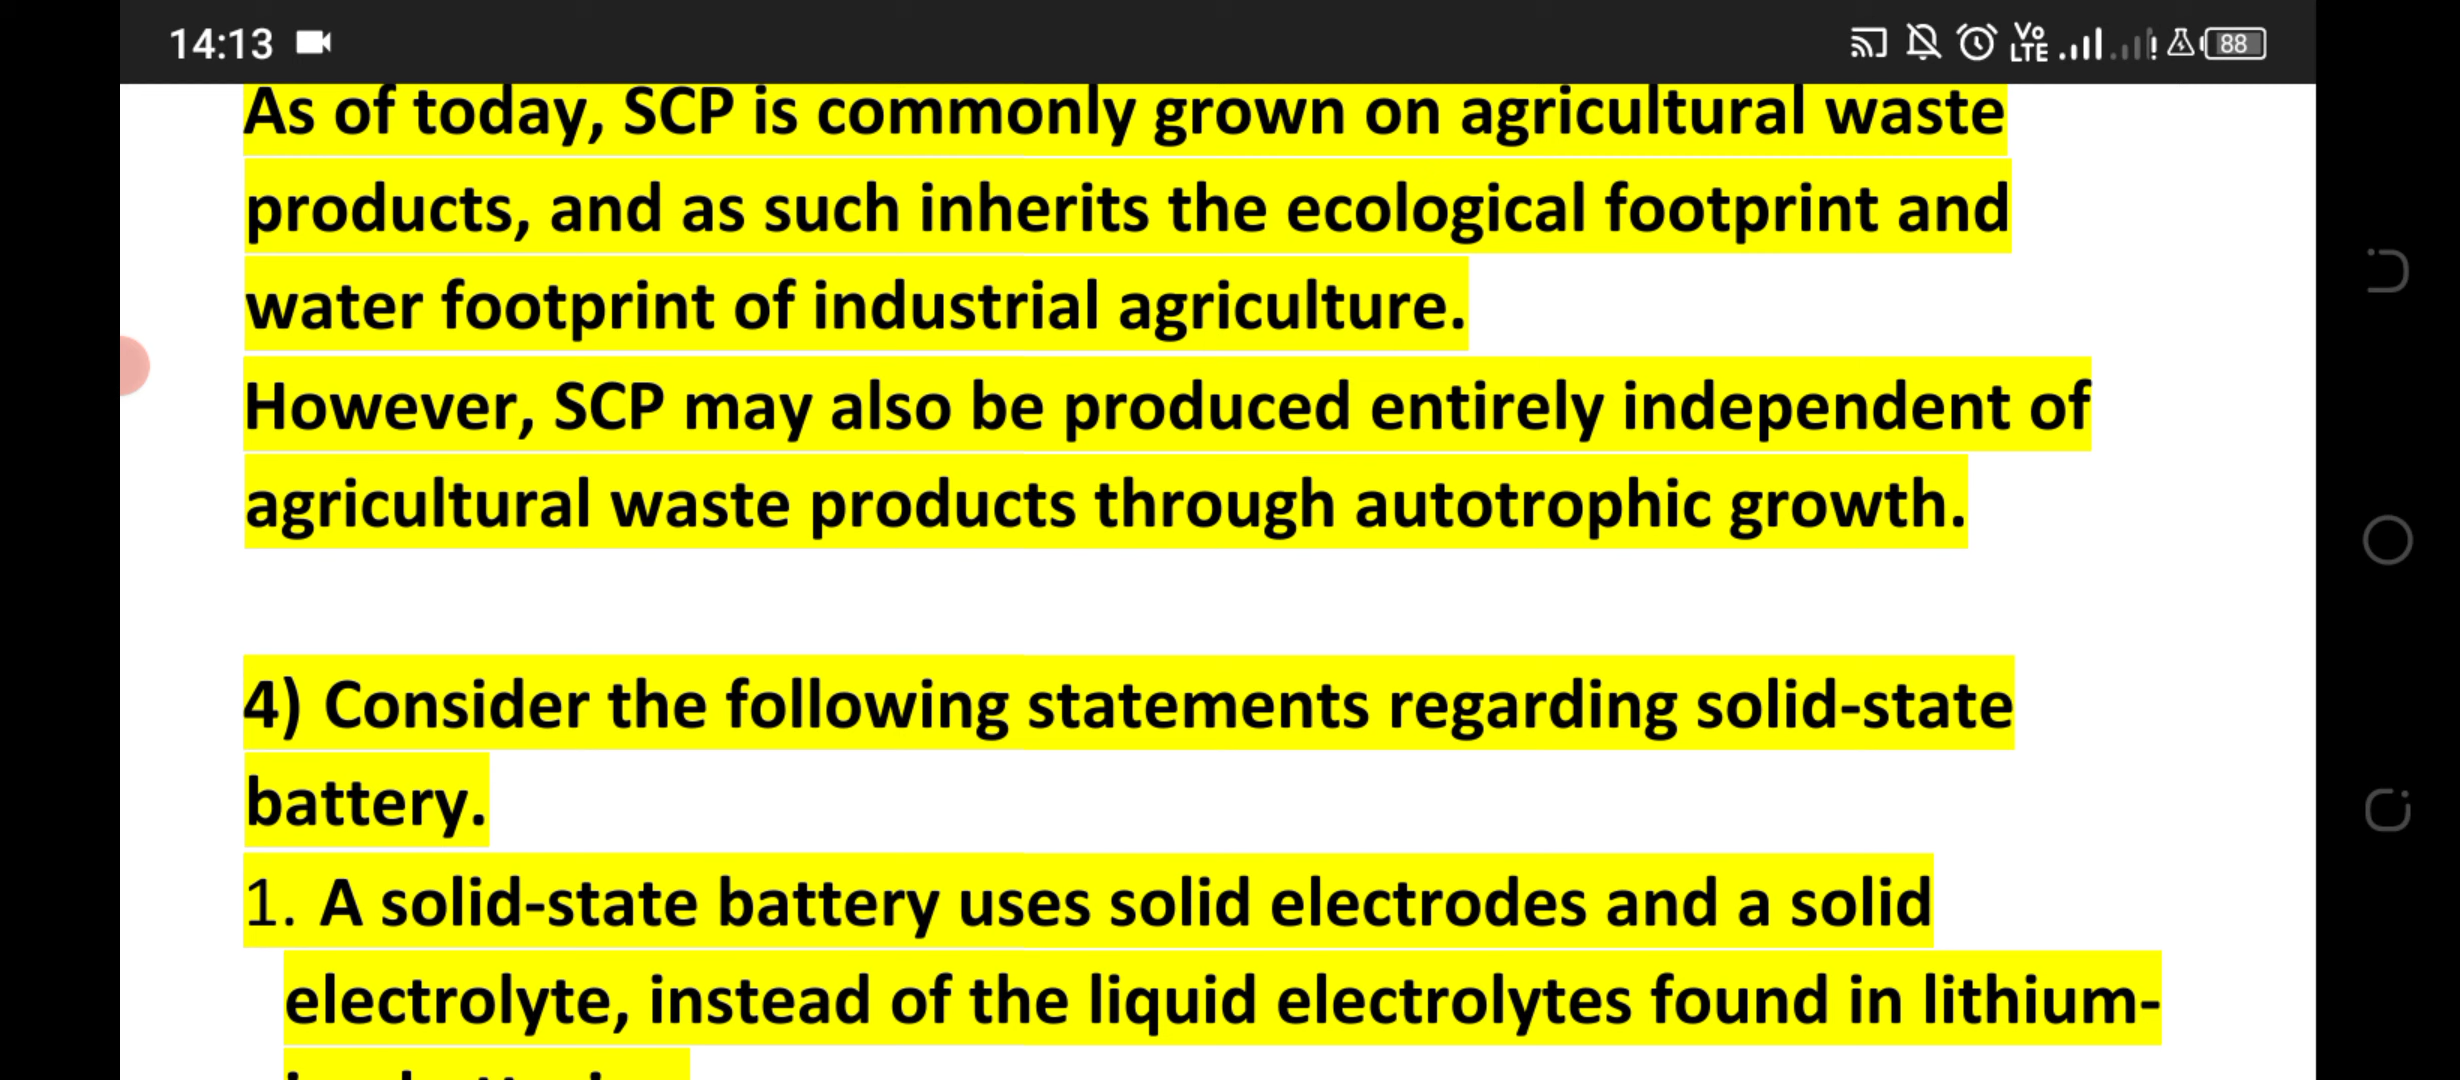 14:13
Vo
LTE
88
As of today, SCP is commonly grown on agricultural waste
products, and as such inherits the ecological footprint and
water footprint of industrial agriculture.
However, SCP may also be produced entirely independent of
agricultural waste products through autotrophic growth.
4) Consider the following statements regarding solid-state
battery.
1. A solid-state battery uses solid electrodes and a solid
electrolyte, instead of the liquid electrolytes found in lithium-